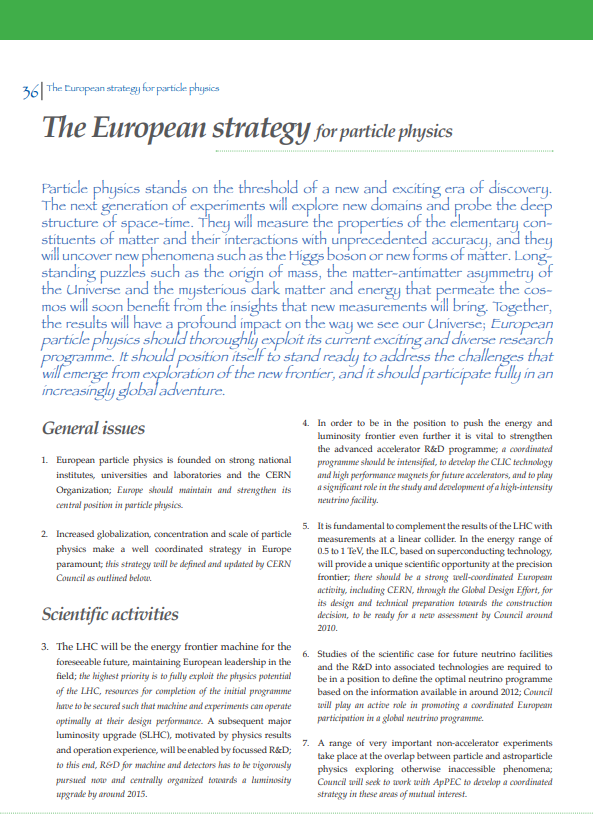 36 The European strategy for particle physics
The European strategy for particle physics
Particle physics stands on the threshold of a new and exciting era of discovery.
The next generation of experiments will explore new domains and probe the deep
structure of space-time. They will measure the properties of the elementary con-
stituents of matter and their interactions with unprecedented accuracy, and they
will uncover new phenomena such as the Higgs boson or new forms of matter. Long-
standing puzzles such as the origin of mass, the matter-antimatter asymmetry of
the Universe and the mysterious dark matter and energy that permeate the cos-
mos will soon benefit from the insights that new measurements will bring. Together,
the results will have a profound impact on the way we see our Universe; European
particle physics should thoroughly exploit its current exciting and diverse research
programme. It should position itself to stand ready to address the challenges that
will emerge from exploration of the new frontier, and it should participate fully in an
increasingly global adventure.
General issues
1. European particle physics is founded on strong national
institutes, universities and laboratories and the CERN
Organization; Europe should maintain and strengthen its
central position in particle physics.
2. Increased globalization, concentration and scale of particle
physics make a well coordinated strategy in Europe
paramount; this strategy will be defined and updated by CERN
Council as outlined below.
Scientific activities
3. The LHC will be the energy frontier machine for the
foreseeable future, maintaining European leadership in the
field; the highest priority is to fully exploit the physics potential
of the LHC, resources for completion of the initial programme
have to be secured such that machine and experiments can operate
optimally at their design performance. A subsequent major
luminosity upgrade (SLHC), motivated by physics results
and operation experience, will be enabled by focussed R&D;
to this end, R&D for machine and detectors has to be vigorously
pursued now and centrally organized towards a luminosity
upgrade by around 2015.
4. In order to be in the position to push the energy and
luminosity frontier even further it is vital to strengthen
the advanced accelerator R&D programme; a coordinated
programme should be intensified, to develop the CLIC technology
and high performance magnets for future accelerators, and to play
a significant role in the study and development of a high-intensity
neutrino facility.
5. It is fundamental to complement the results of the LHC with
measurements at a linear collider. In the energy range of
0.5 to 1 TeV, the ILC, based on superconducting technology,
will provide a unique scientific opportunity at the precision
frontier; there should be a strong well-coordinated European
activity, including CERN, through the Global Design Effort, for
its design and technical preparation towards the construction
decision, to be ready for a new assessment by Council around
2010.
6. Studies of the scientific case for future neutrino facilities
and the R&D into associated technologies are required to
be in a position to define the optimal neutrino programme
based on the information available in around 2012; Council
will play an active role in promoting a coordinated European
participation in a global neutrino programme.
7. A range of very important non-accelerator experiments
take place at the overlap between particle and astroparticle
physics exploring otherwise inaccessible phenomena;
Council will seek to work with ApPEC to develop a coordinated
strategy in these areas of mutual interest.